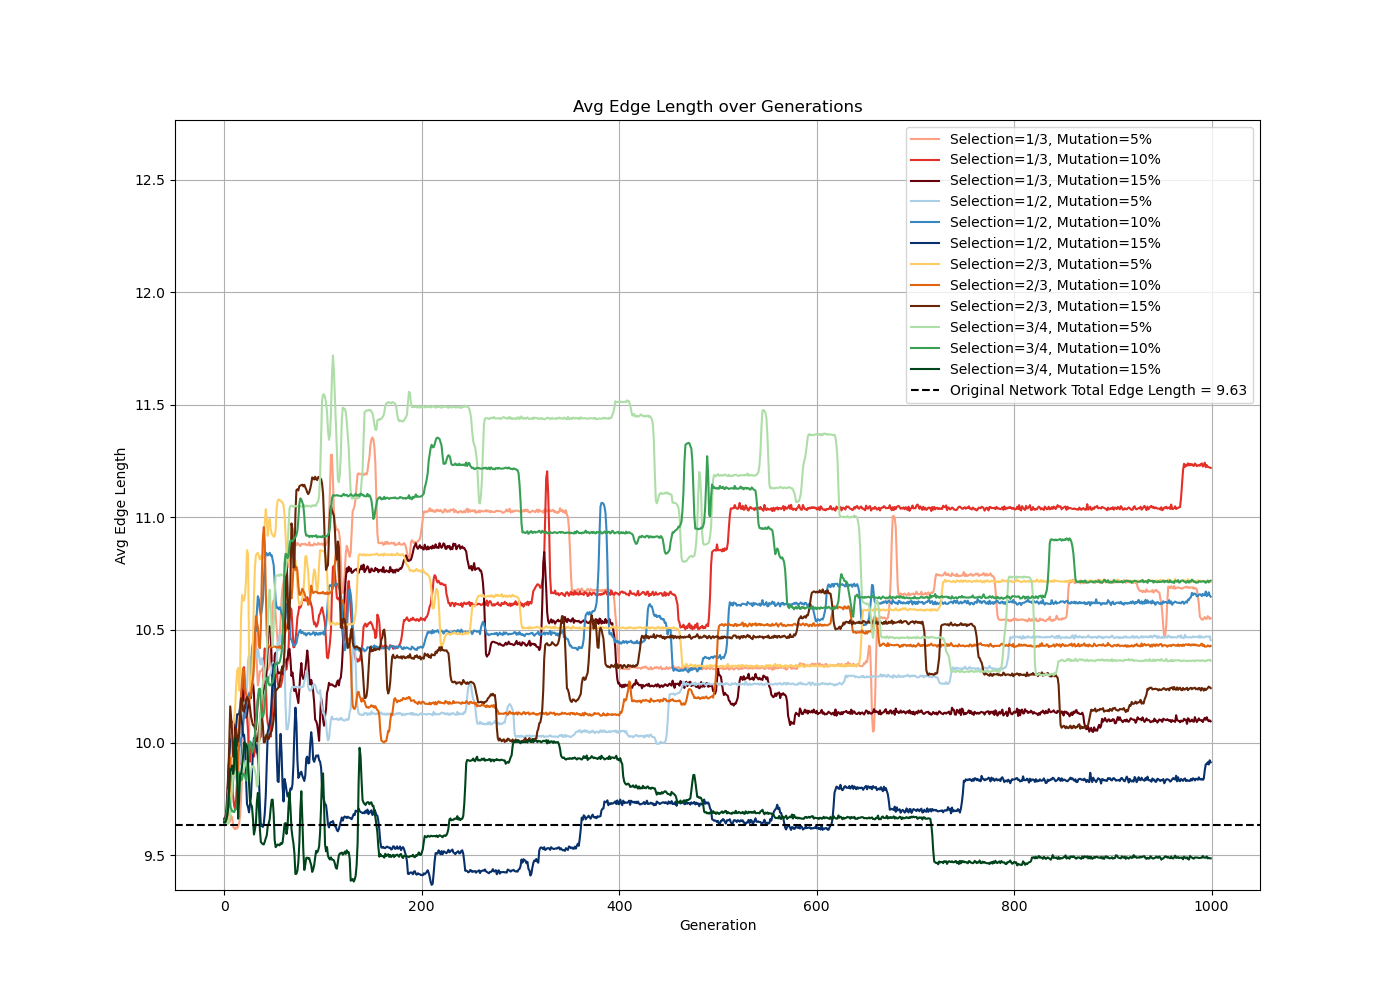 Avg Edge Length over Generations
Selection=1/3, Mutation=5%
Selection=1/3, Mutation=10%
Selection=1/3, Mutation=15%
Selection=1/2, Mutation=5%
Selection=1/2, Mutation=10%
Selection=1/2, Mutation=15%
Selection=2/3, Mutation=5%
Selection=2/3, Mutation=10%
Selection=2/3, Mutation=15%
Selection=3/4, Mutation=5%
Selection=3/4, Mutation=10%
Selection=3/4, Mutation=15%
Original Network Total Edge Length = 9.63
12.5
12.0
11.5
11.0
10.5
10.0
9.5
Avg Edge Length
0 200 400 600 800 1000
Generation